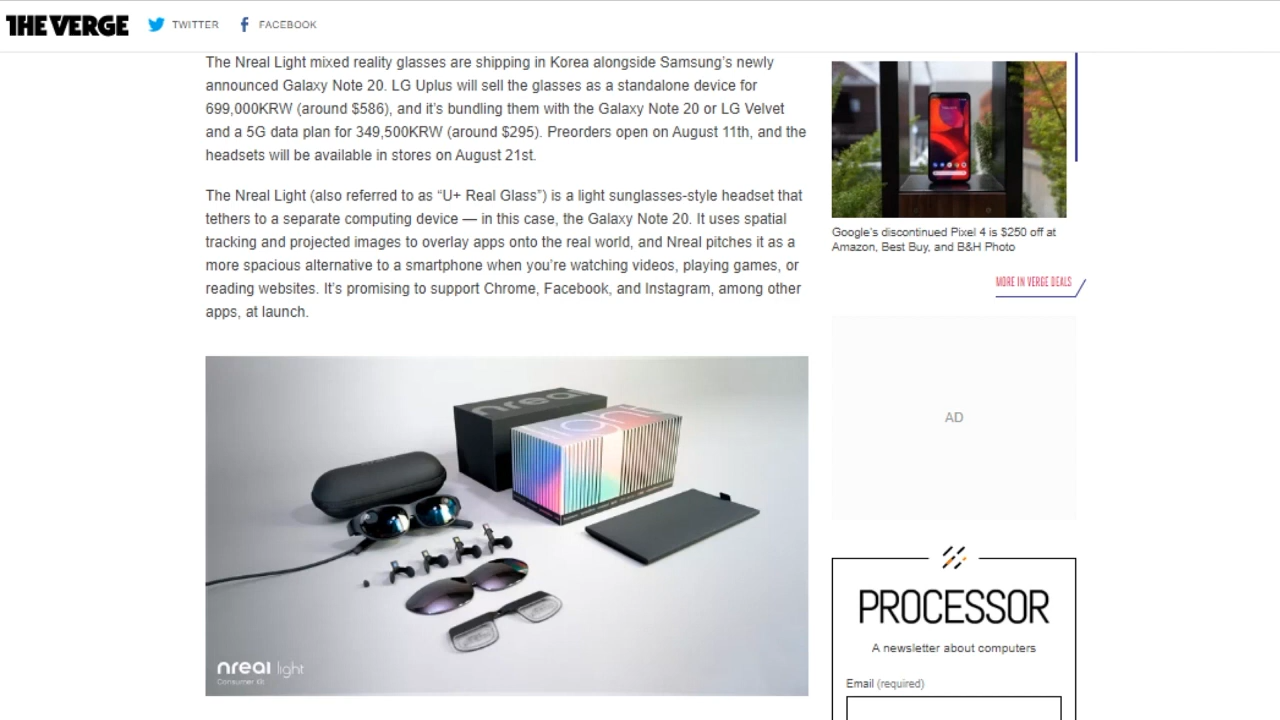 THE VERGE
TWITTER
FACEBOOK
The Nreal Light mixed reality glasses are shipping in Korea alongside Samsung’s newly
announced Galaxy Note 20. LG Uplus will sell the glasses as a standalone device for
699,000KRW (around $586), and it’s bundling them with the Galaxy Note 20 or LG Velvet
and a 5G data plan for 349,500KRW (around $295). Preorders open on August 11th, and the
headsets will be available in stores on August 21st.
The Nreal Light (also referred to as “U+ Real Glass”) is a light sunglasses-style headset that
tethers to a separate computing device — in this case, the Galaxy Note 20. It uses spatial
tracking and projected images to overlay apps onto the real world, and Nreal pitches it as a
more spacious alternative to a smartphone when you’re watching videos, playing games, or
reading websites. It’s promising to support Chrome, Facebook, and Instagram, among other
apps, at launch.
nreal
light
nreal light
Consumer Kit
Google’s discontinued Pixel 4 is $250 off at
Amazon, Best Buy, and B&H Photo
MORE IN VERGE DEALS
AD
PROCESSOR
A newsletter about computers
Email (required)